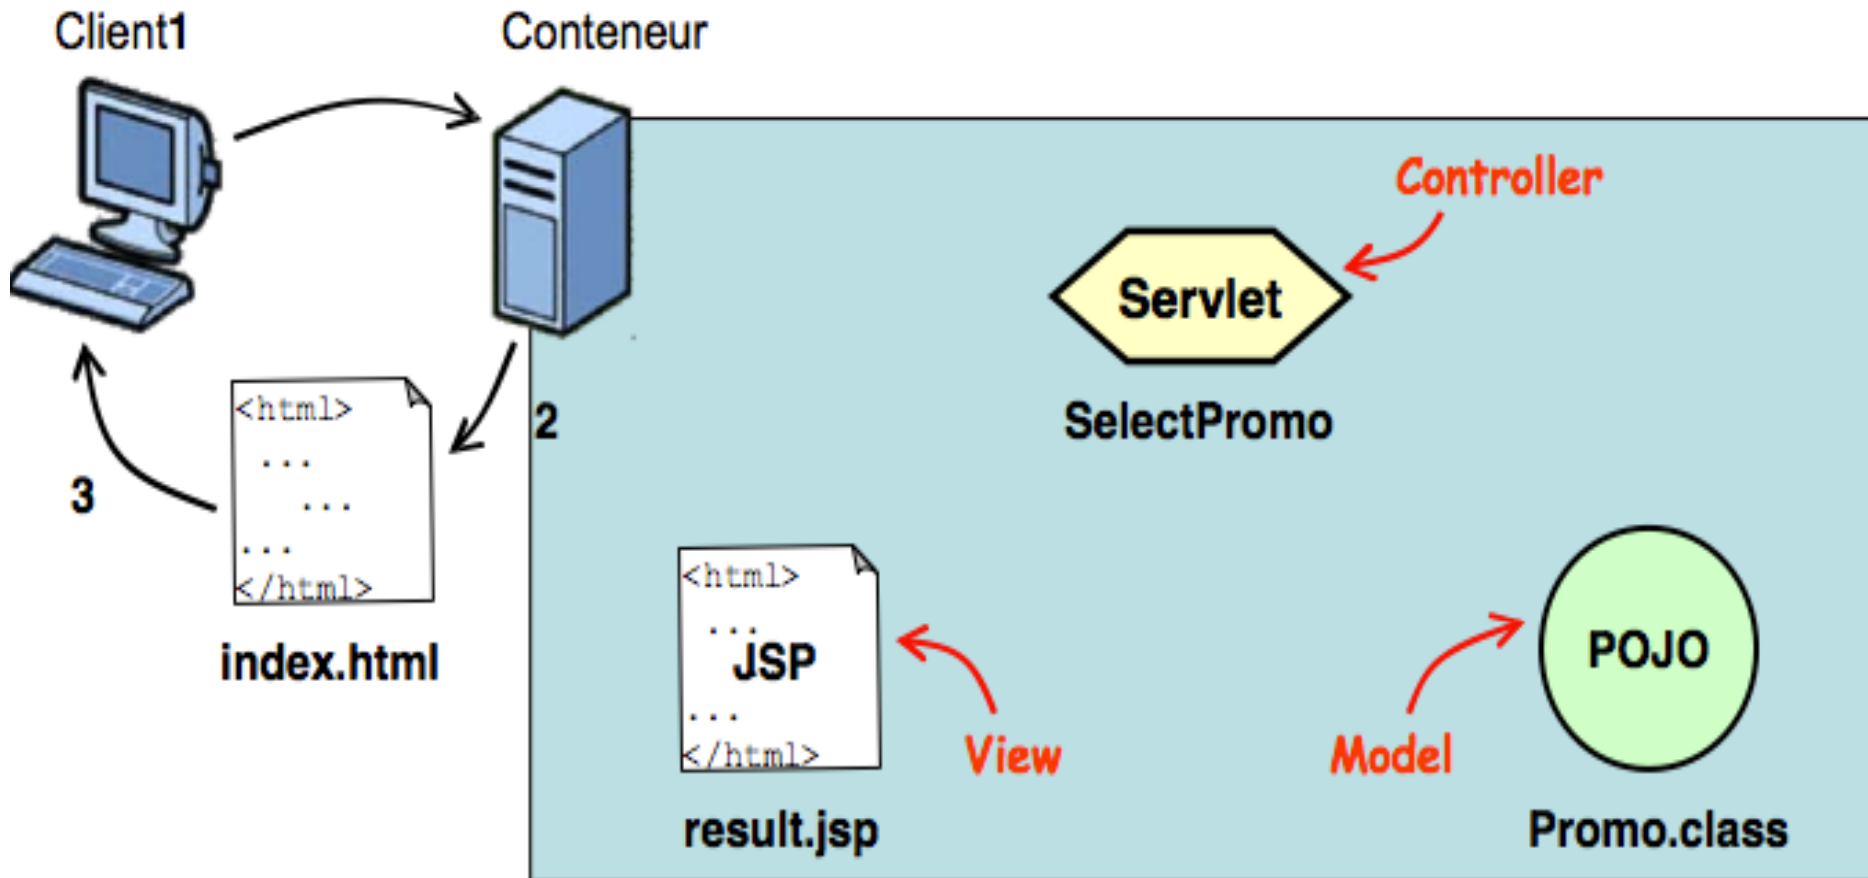 Client1
Conteneur
Controller
Servlet
SelectPromo
2
3
<html>
...
...
...
</html>
index.html
<html>
...
JSP
...
</html>
result.jsp
View
Model
POJO
Promo.class